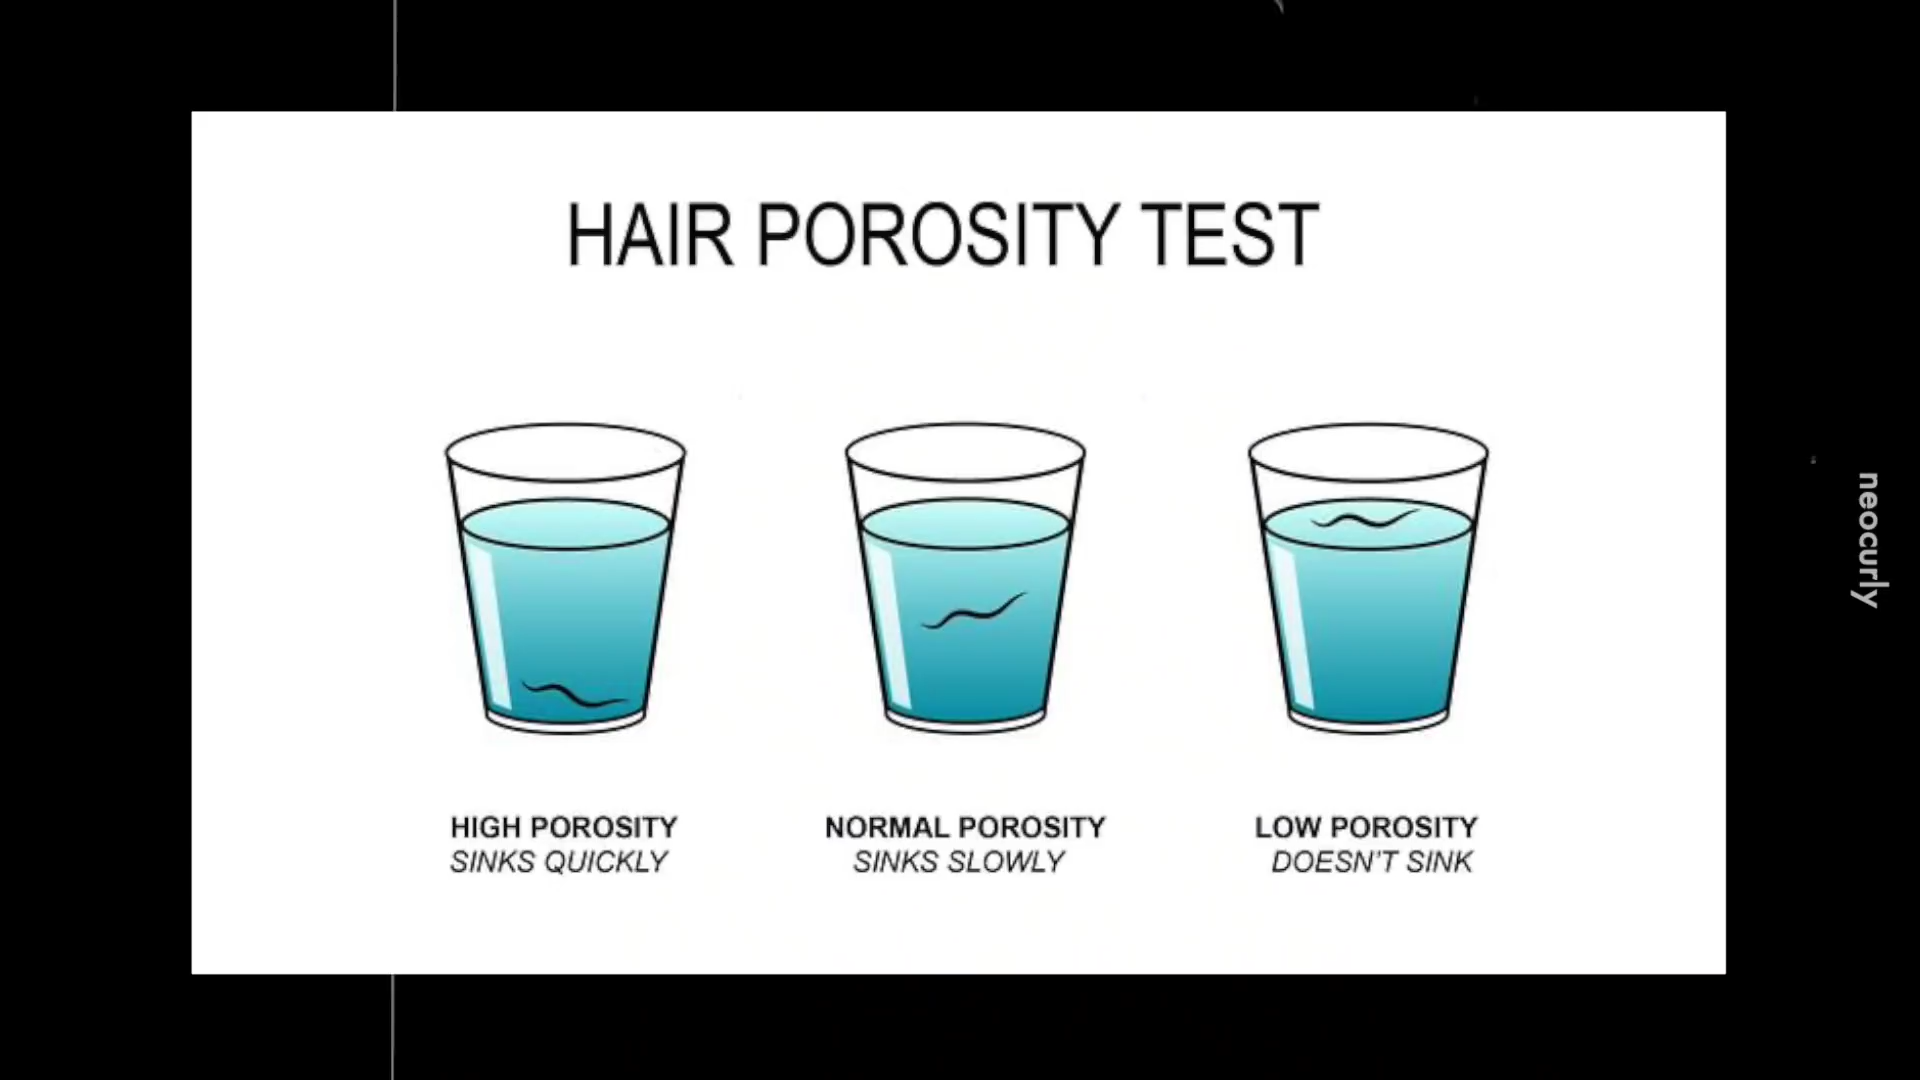 HAIR POROSITY TEST
HIGH POROSITY
SINKS QUICKLY
NORMAL POROSITY
SINKS SLOWLY
LOW POROSITY
DOESN'T SINK
neocurly